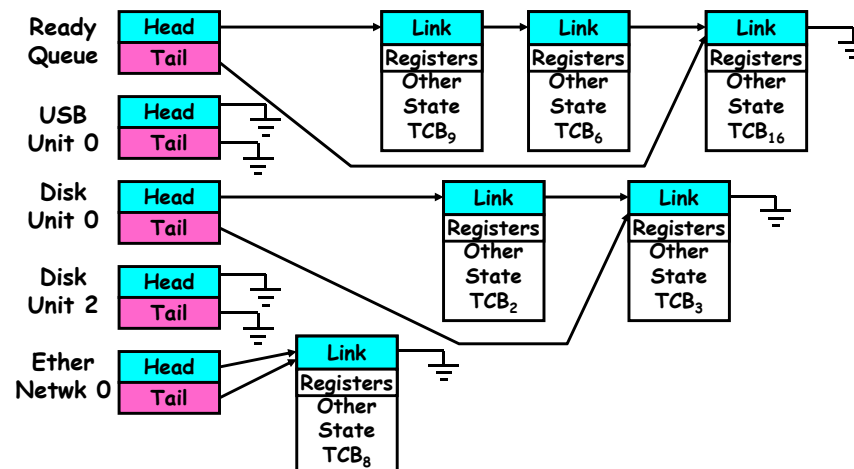 Ready
Queue
Head
Tail
Link
Registers
Other
State
TCB₉
Link
Registers
Other
State
TCB₆
Link
Registers
Other
State
TCB₁₆
USB
Unit 0
Head
Tail
Disk
Unit 0
Head
Tail
Link
Registers
Other
State
TCB₂
Link
Registers
Other
State
TCB₃
Disk
Unit 2
Head
Tail
Ether
Netwk 0
Head
Tail
Link
Registers
Other
State
TCB₈